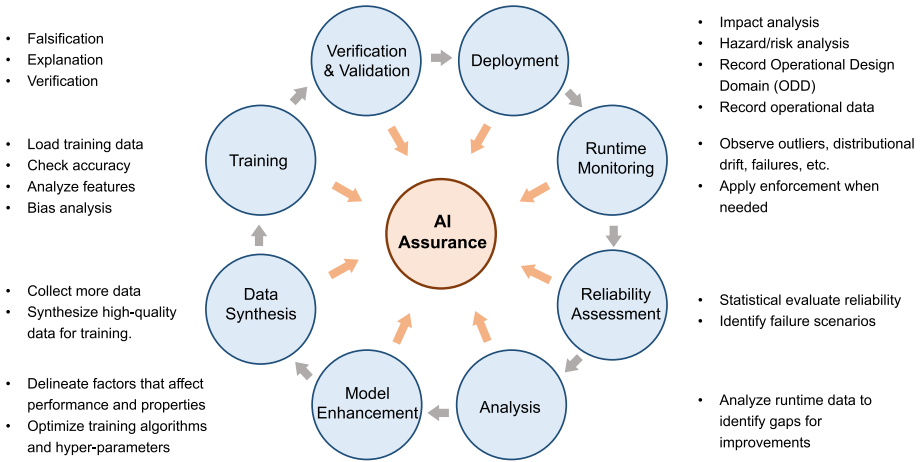 • Falsification
• Explanation
• Verification
• Load training data
• Check accuracy
• Analyze features
• Bias analysis
• Collect more data
• Synthesize high-quality
data for training.
• Delineate factors that affect
performance and properties
• Optimize training algorithms
and hyper-parameters
Verification
& Validation
Deployment
Training
Runtime
Monitoring
AI
Assurance
Data
Synthesis
Reliability
Assessment
Model
Enhancement
Analysis
• Impact analysis
• Hazard/risk analysis
• Record Operational Design
Domain (ODD)
• Record operational data
• Observe outliers, distributional
drift, failures, etc.
• Apply enforcement when
needed
• Statistical evaluate reliability
• Identify failure scenarios
• Analyze runtime data to
identify gaps for
improvements